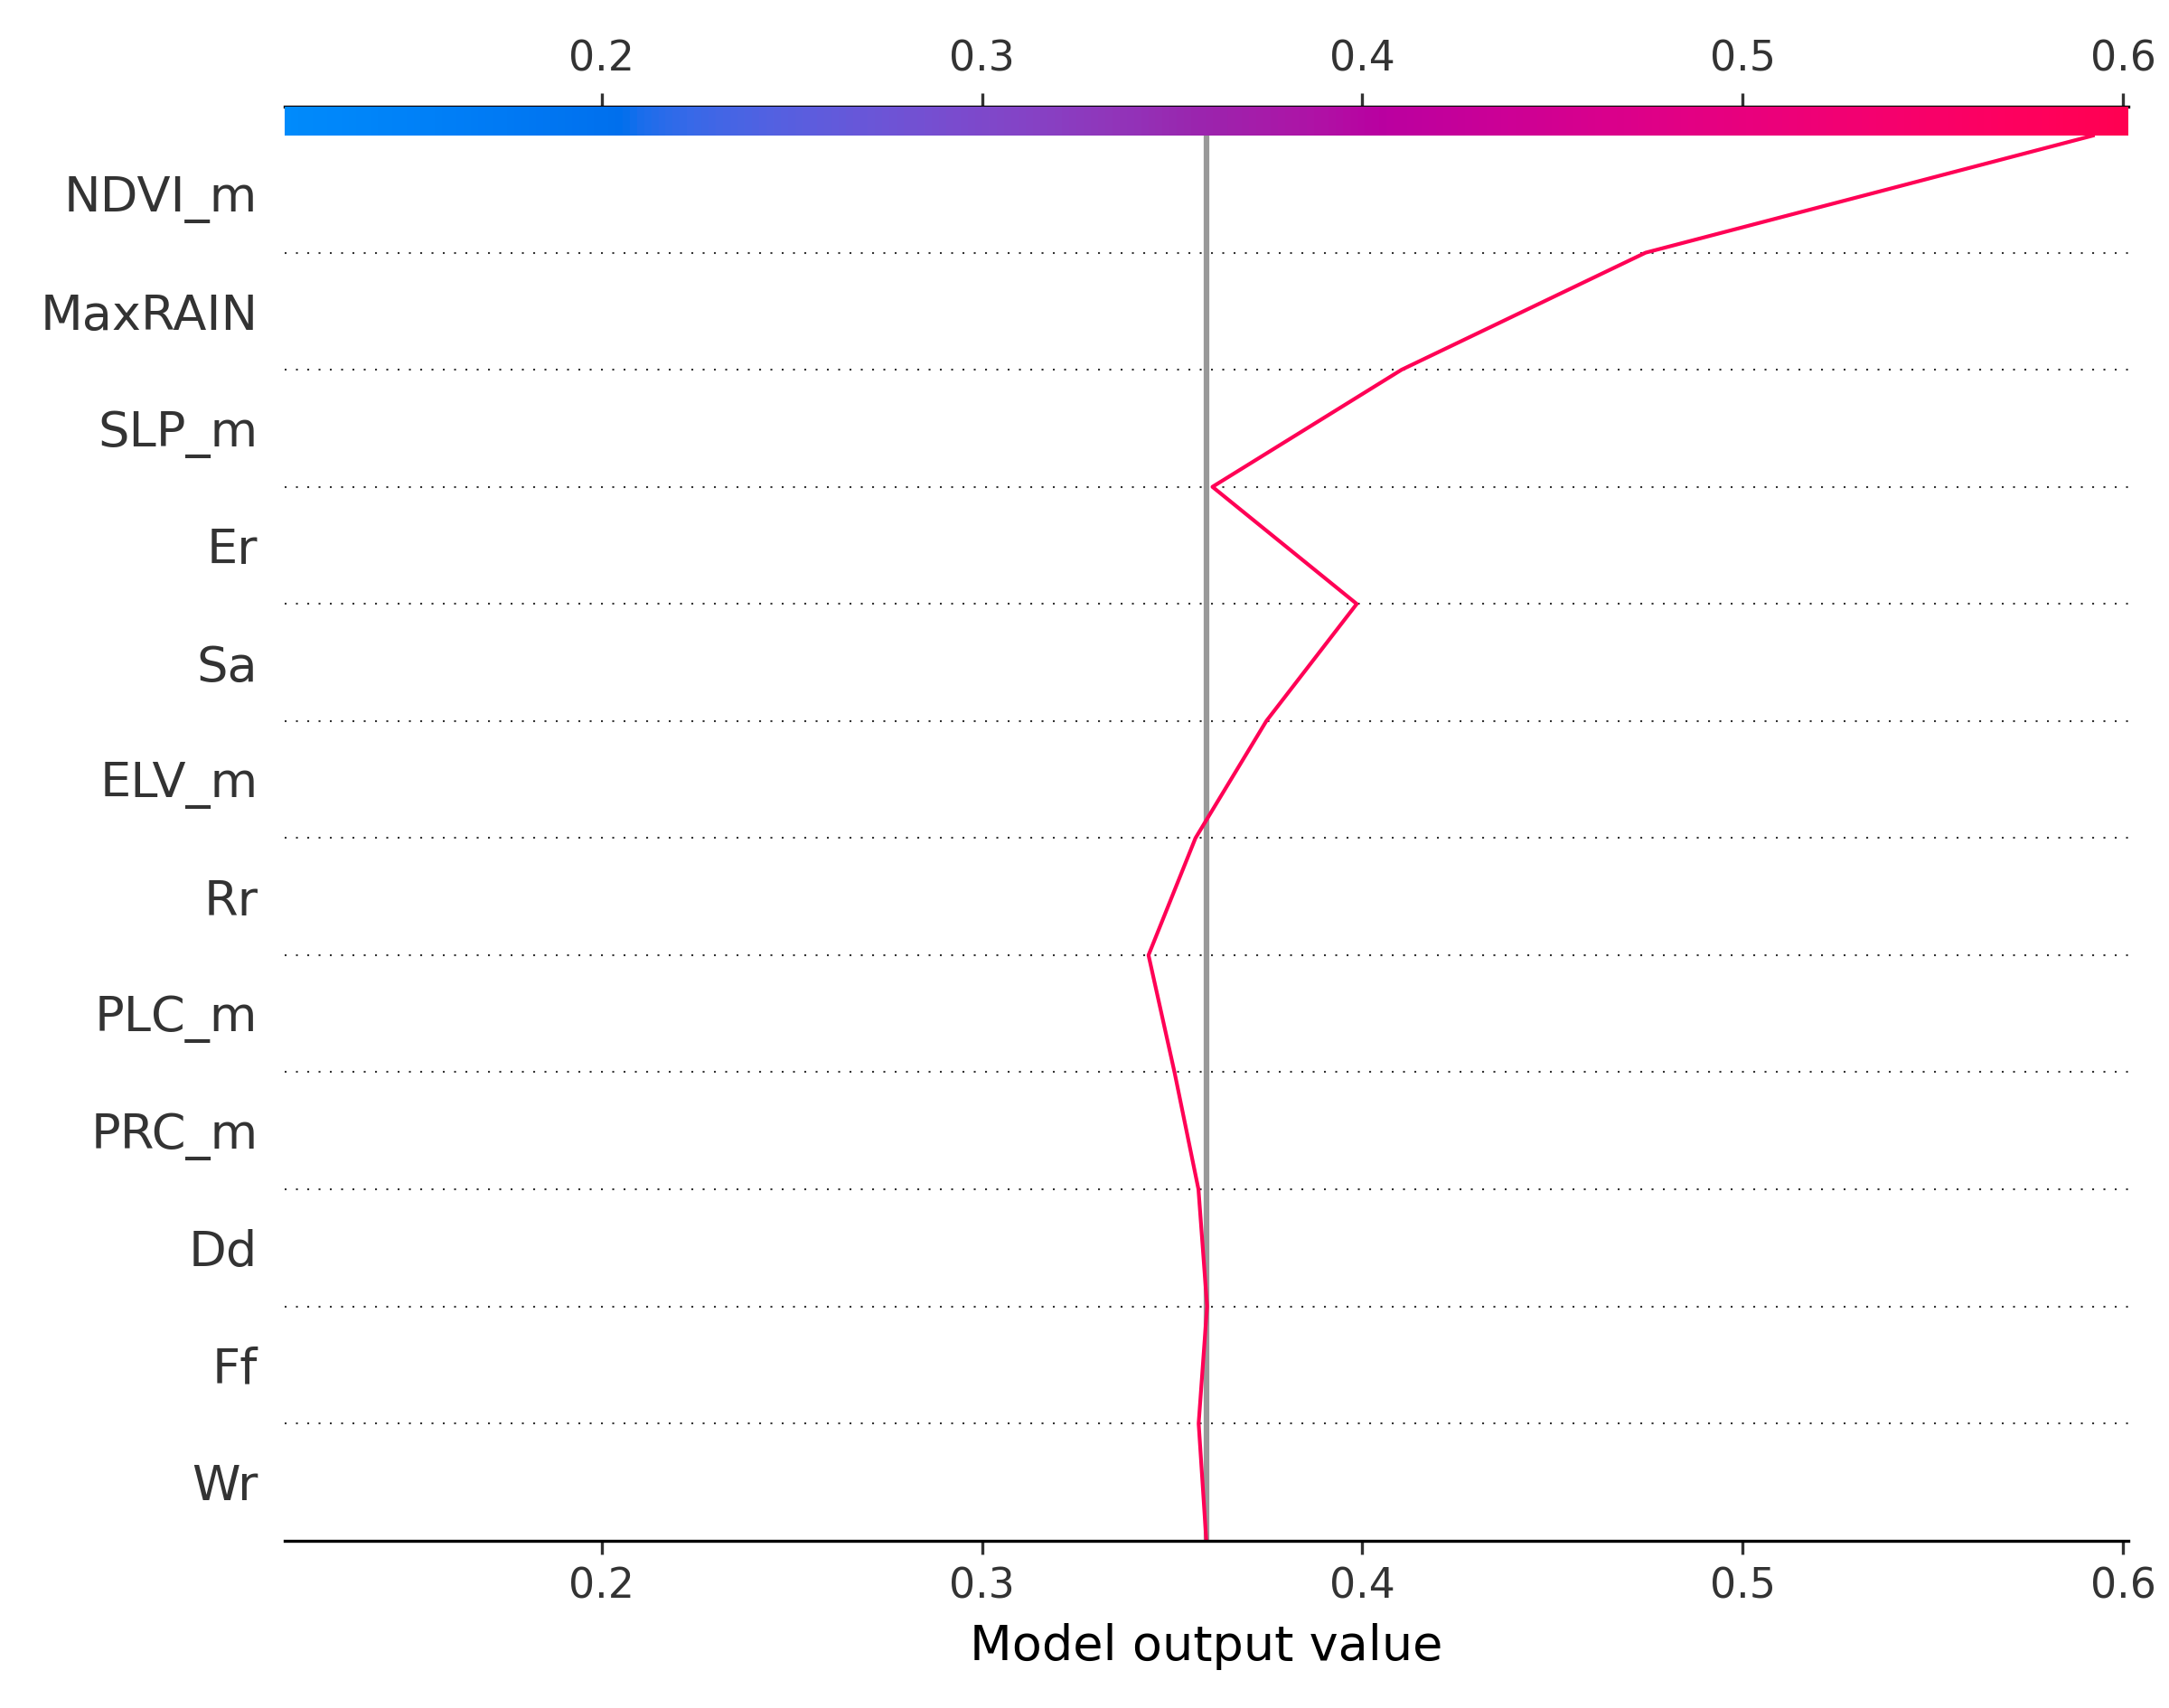 0.2 0.3 0.4 0.5 0.6
NDVI_m
MaxRAIN
SLP_m
Er
Sa
ELV_m
Rr
PLC_m
PRC_m
Dd
Ff
Wr
0.2 0.3 0.4 0.5 0.6
Model output value